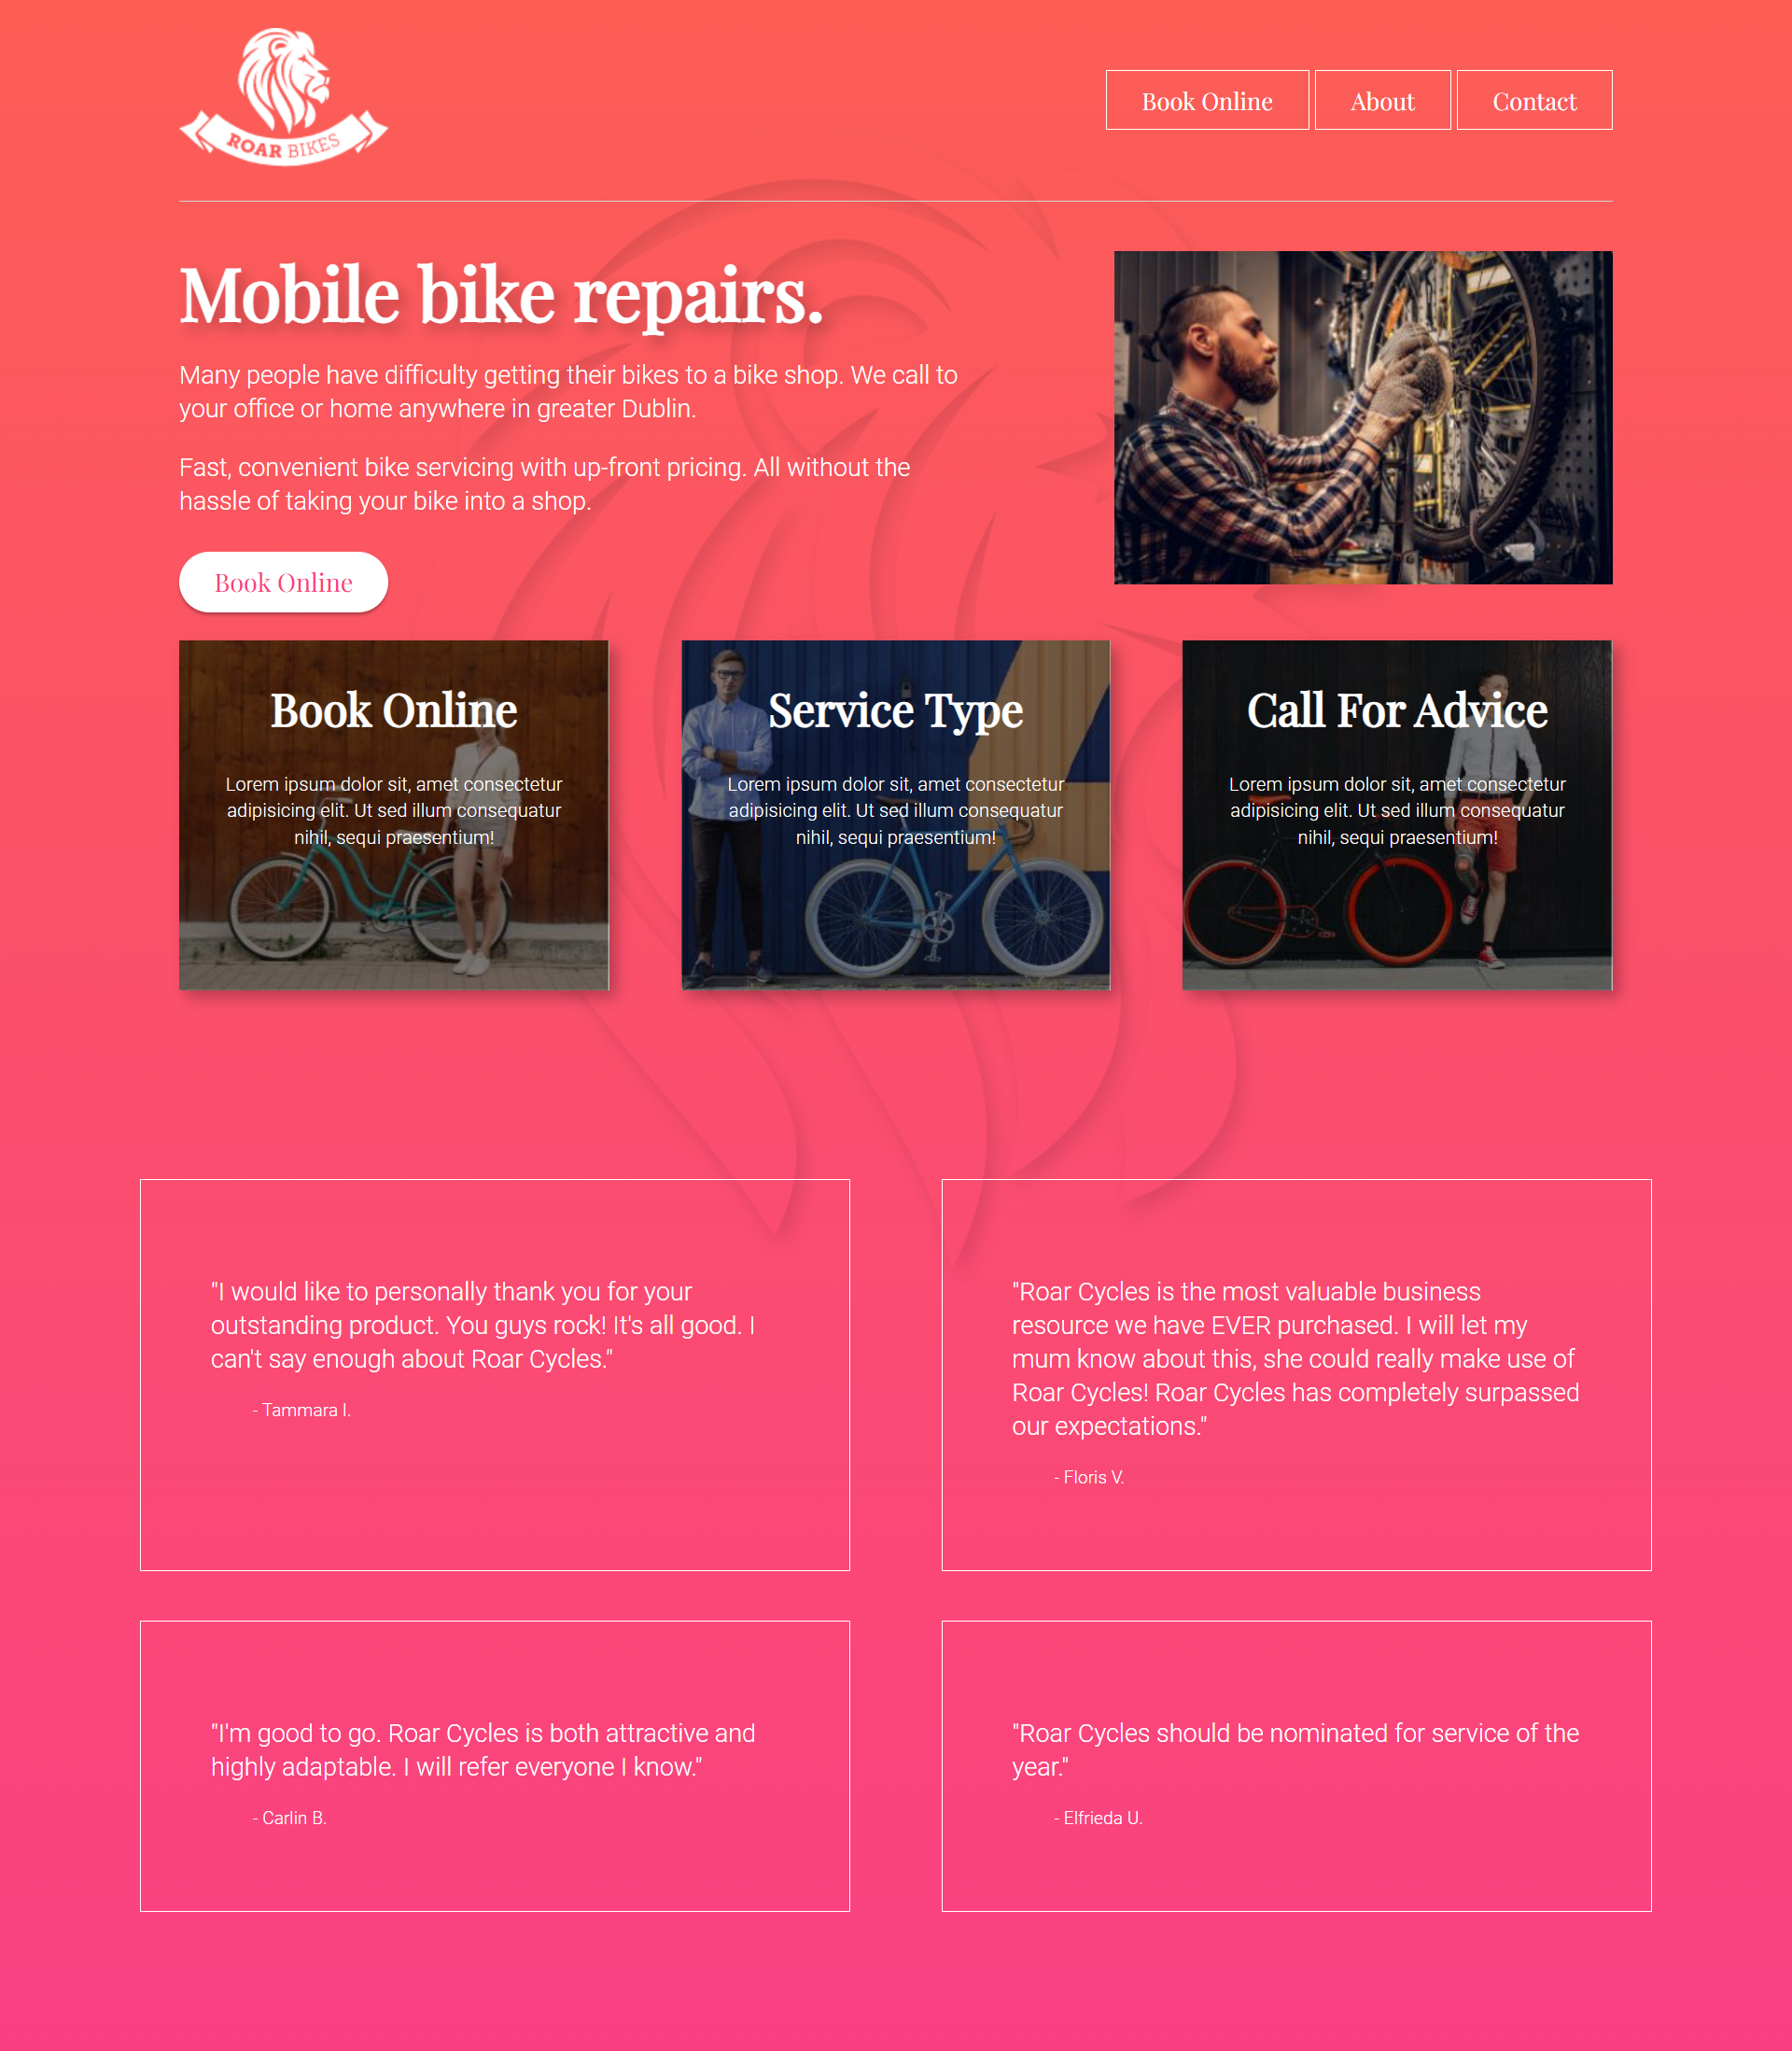 ROAR BIKES
Book Online
About
Contact
Mobile bike repairs.
Many people have difficulty getting their bikes to a bike shop. We call to
your office or home anywhere in greater Dublin.
Fast, convenient bike servicing with up-front pricing. All without the
hassle of taking your bike into a shop.
Book Online
Book Online
Lorem ipsum dolor sit, amet consectetur
adipisicing elit. Ut sed illum consequatur
nihil, sequi praesentium!
Service Type
Lorem ipsum dolor sit, amet consectetur
adipisicing elit. Ut sed illum consequatur
nihil, sequi praesentium!
Call For Advice
Lorem ipsum dolor sit, amet consectetur
adipisicing elit. Ut sed illum consequatur
nihil, sequi praesentium!
"I would like to personally thank you for your
outstanding product. You guys rock! It's all good. I
can't say enough about Roar Cycles."
- Tammara I.
"Roar Cycles is the most valuable business
resource we have EVER purchased. I will let my
mum know about this, she could really make use of
Roar Cycles! Roar Cycles has completely surpassed
our expectations."
- Floris V.
"I'm good to go. Roar Cycles is both attractive and
highly adaptable. I will refer everyone I know."
- Carlin B.
"Roar Cycles should be nominated for service of the
year."
- Elfrieda U.